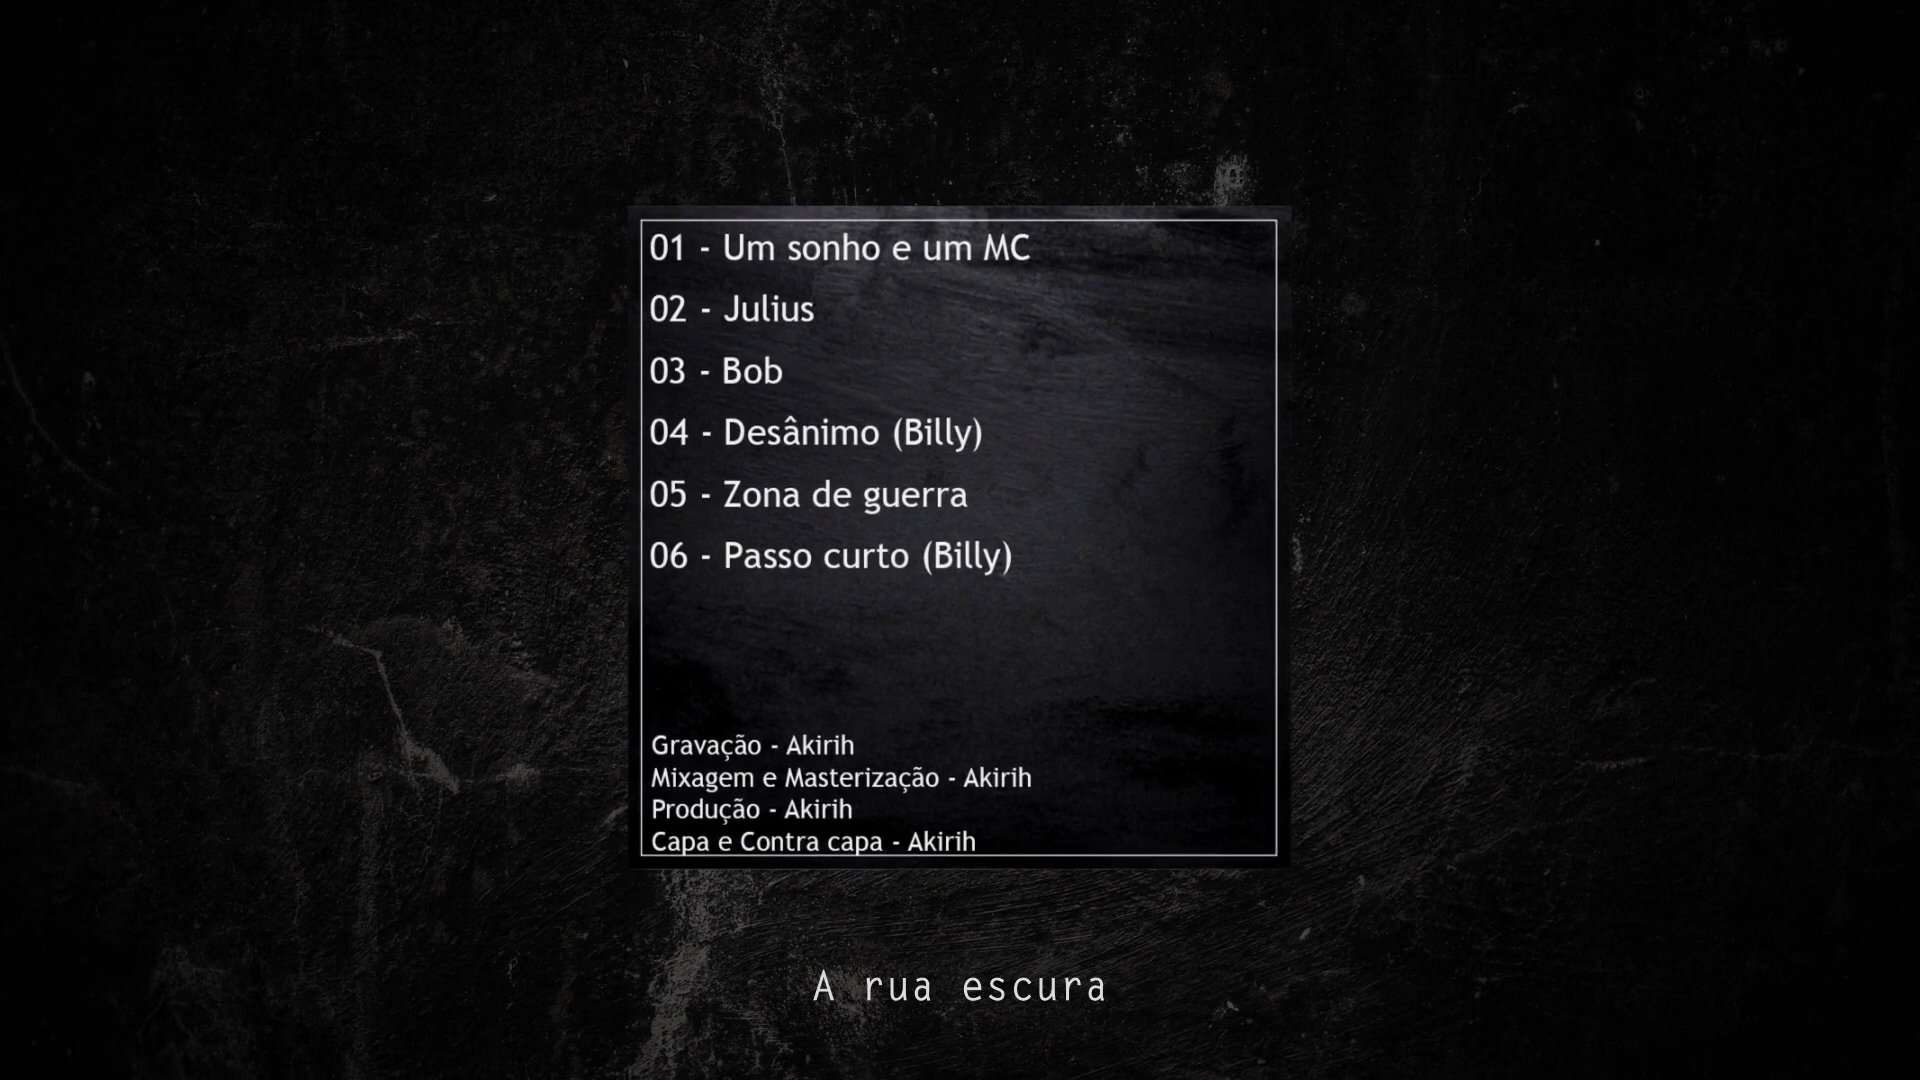 01 - Um sonho e um MC
02 - Julius
03 - Bob
04 - Desânimo (Billy)
05 - Zona de guerra
06 - Passo curto (Billy)
Gravação - Akirih
Mixagem e Masterização - Akirih
Produção - Akirih
Capa e Contra capa - Akirih
A rua escura